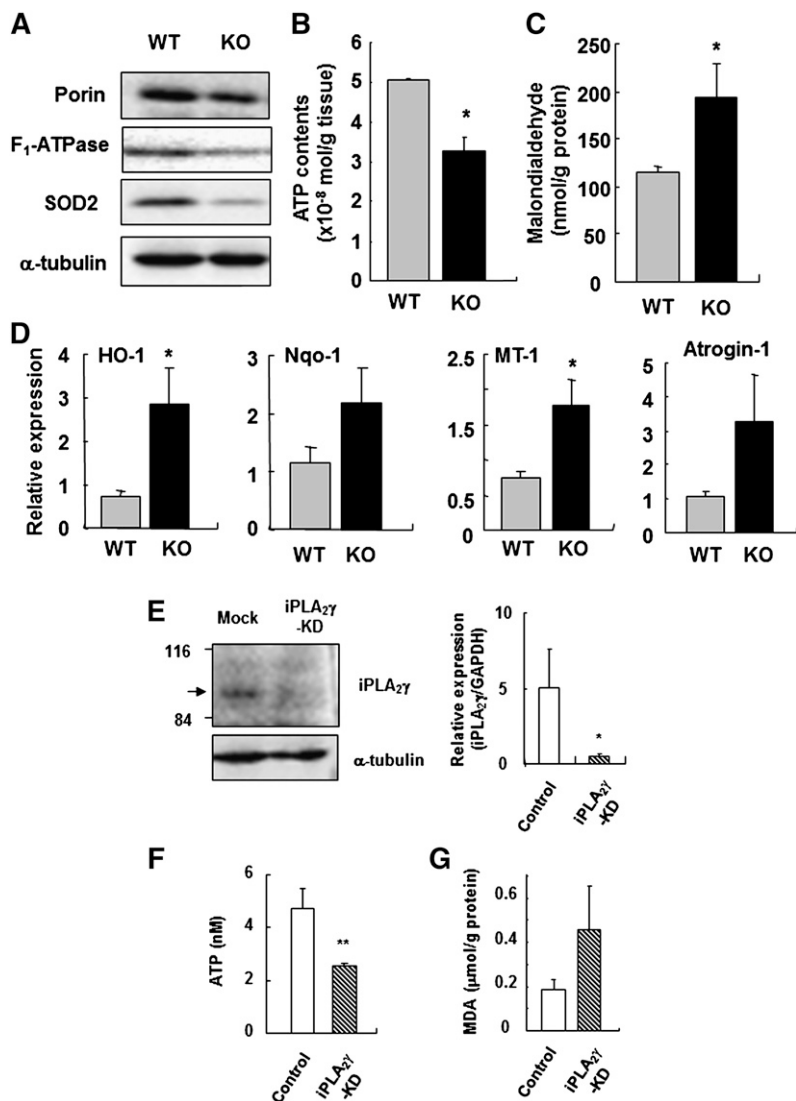 A
WT KO
Porin
F₁-ATPase
SOD2
α-tubulin
B
ATP contents
(x10⁻⁸ mol/g tissue)
6
5
4
3
2
1
0
*
WT KO
C
Malondialdehyde
(nmol/g protein)
250
200
150
100
50
0
*
WT KO
D
Relative expression
HO-1
4
3
2
1
0
*
WT KO
Nqo-1
3
2
1
0
WT KO
MT-1
2.5
1.5
0.5
0
*
WT KO
Atrogin-1
5
4
3
2
1
0
WT KO
E
Mock iPLA₂γ
-KD
116
84
iPLA₂γ
α-tubulin
Relative expression
(iPLA₂γ/GAPDH)
10
5
0
*
Control
iPLA₂γ
-KD
F
ATP (nM)
6
4
2
0
**
Control
iPLA₂γ
-KD
G
MDA (μmol/g protein)
0.6
0.4
0.2
0
Control
iPLA₂γ
-KD